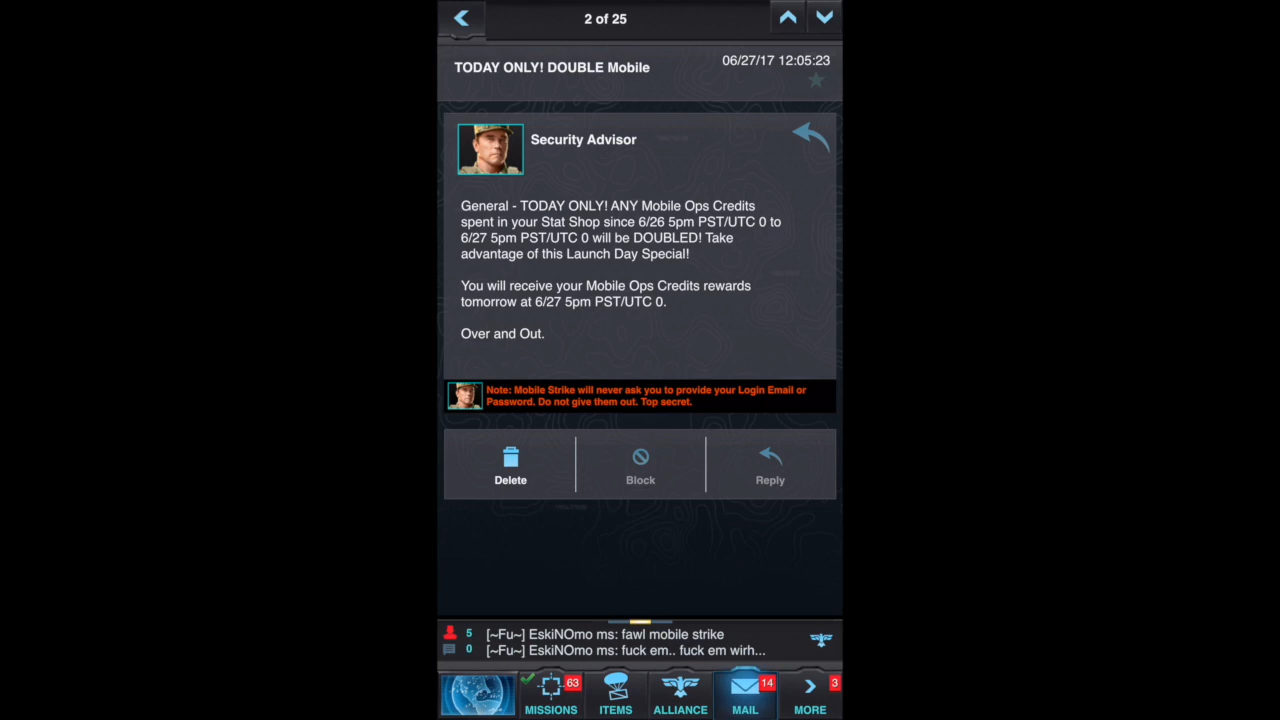 2 of 25
TODAY ONLY! DOUBLE Mobile
06/27/17 12:05:23
Security Advisor
General - TODAY ONLY! ANY Mobile Ops Credits
spent in your Stat Shop since 6/26 5pm PST/UTC 0 to
6/27 5pm PST/UTC 0 will be DOUBLED! Take
advantage of this Launch Day Special!
You will receive your Mobile Ops Credits rewards
tomorrow at 6/27 5pm PST/UTC 0.
Over and Out.
Note: Mobile Strike will never ask you to provide your Login Email or
Password. Do not give them out. Top secret.
Delete
Block
Reply
5 [~Fu~] EskiNOmo ms: fawl mobile strike
0 [~Fu~] EskiNOmo ms: fuck em.. fuck em wirh...
63
14
3
MISSIONS
ITEMS
ALLIANCE
MAIL
MORE